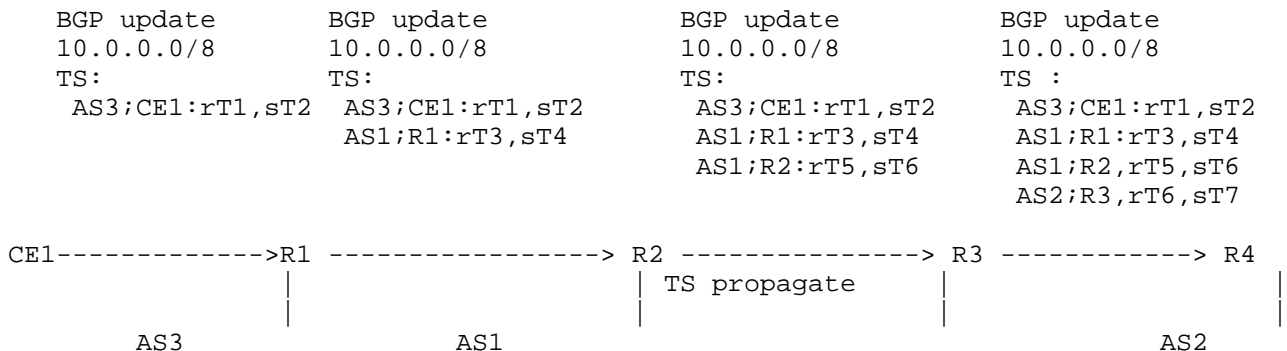 BGP update BGP update BGP update BGP update
10.0.0.0/8 10.0.0.0/8 10.0.0.0/8 10.0.0.0/8
TS: TS: TS: TS :
AS3;CE1:rT1,sT2 AS3;CE1:rT1,sT2 AS3;CE1:rT1,sT2 AS3;CE1:rT1,sT2
AS1;R1:rT3,sT4 AS1;R1:rT3,sT4 AS1;R1:rT3,sT4
AS1;R2:rT5,sT6 AS1;R2,rT5,sT6
AS2;R3,rT6,sT7
CE1------------->R1 -----------------> R2 ---------------> R3 ------------> R4
| | TS propagate | |
| | | |
AS3 AS1 AS2